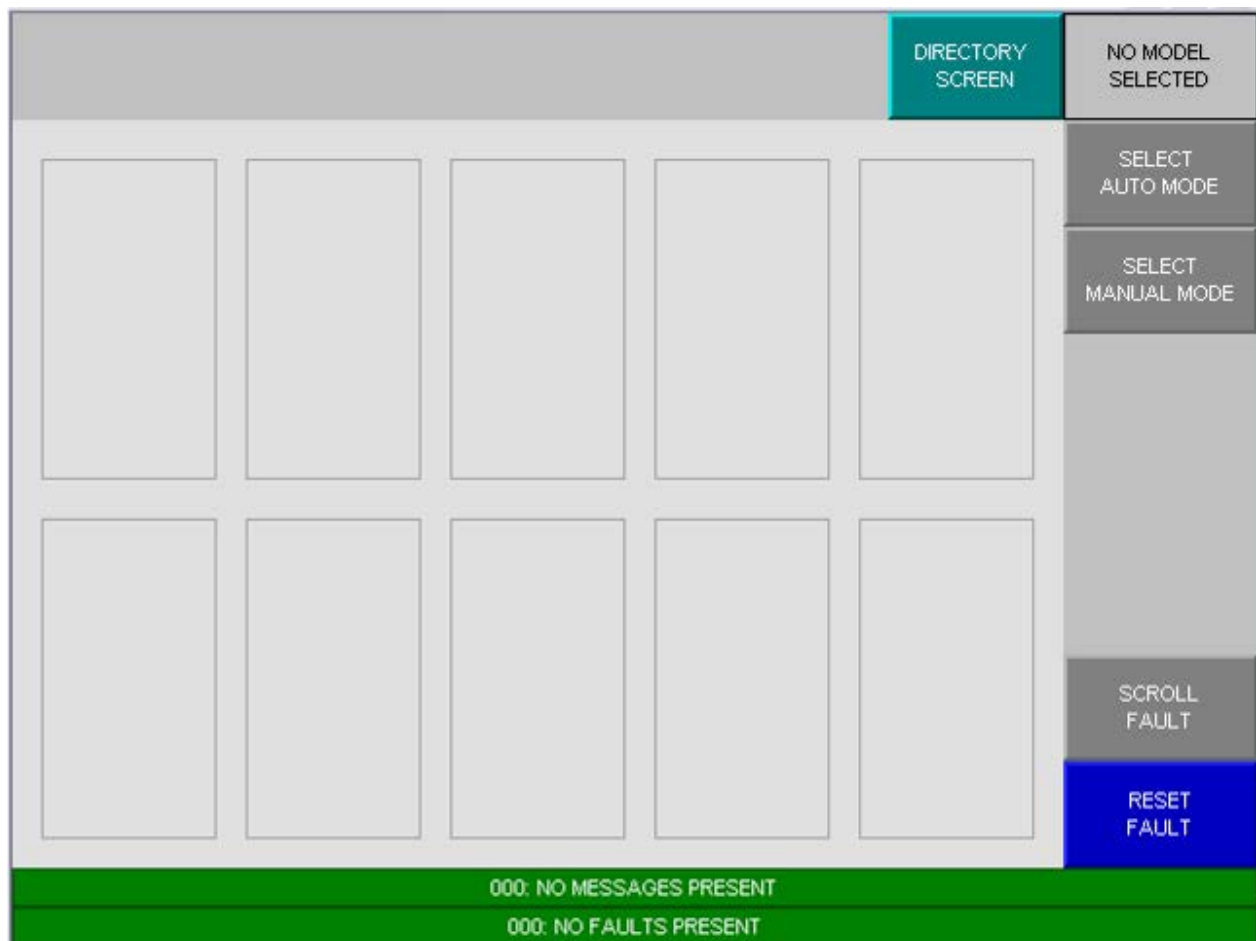 DIRECTORY
SCREEN
NO MODEL
SELECTED
SELECT
AUTO MODE
SELECT
MANUAL MODE
SCROLL
FAULT
RESET
FAULT
000: NO MESSAGES PRESENT
000: NO FAULTS PRESENT